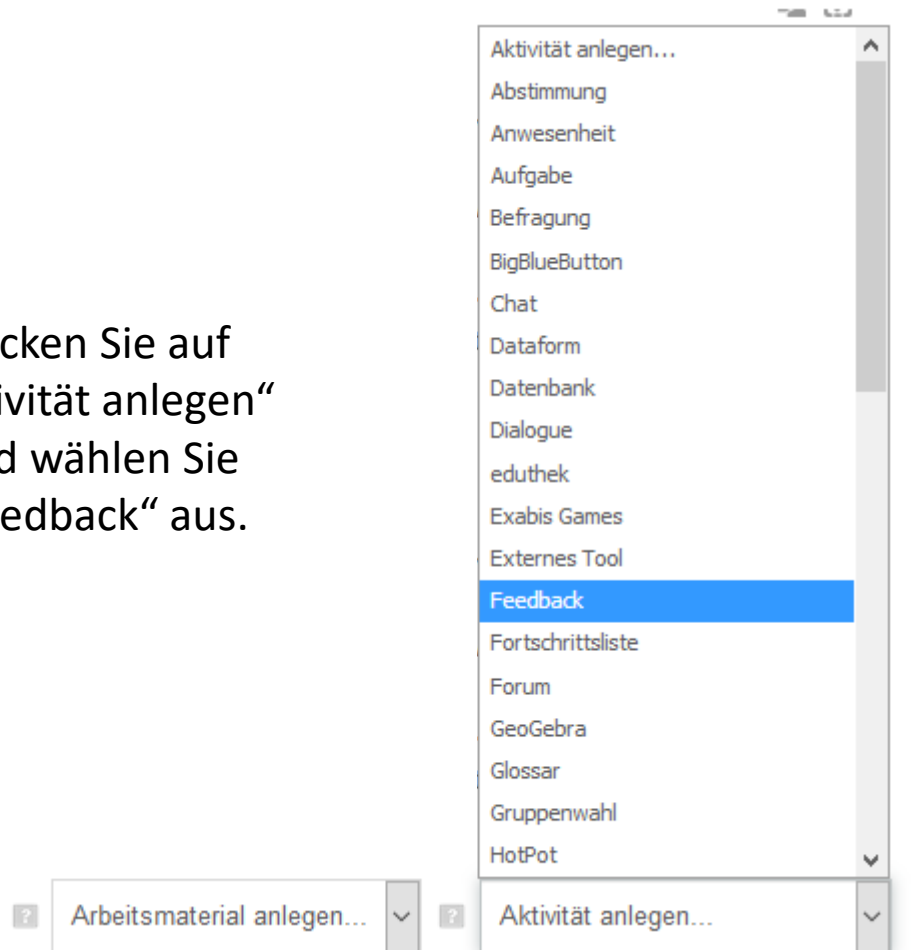 cken Sie auf
ivität anlegen“
d wählen Sie
eedback“ aus.
Aktivität anlegen...
Abstimmung
Anwesenheit
Aufgabe
Befragung
BigBlueButton
Chat
Dataform
Datenbank
Dialogue
eduthek
Exabis Games
Externes Tool
Feedback
Fortschrittsliste
Forum
GeoGebra
Glossar
Gruppenwahl
HotPot
? Arbeitsmaterial anlegen... ? Aktivität anlegen...